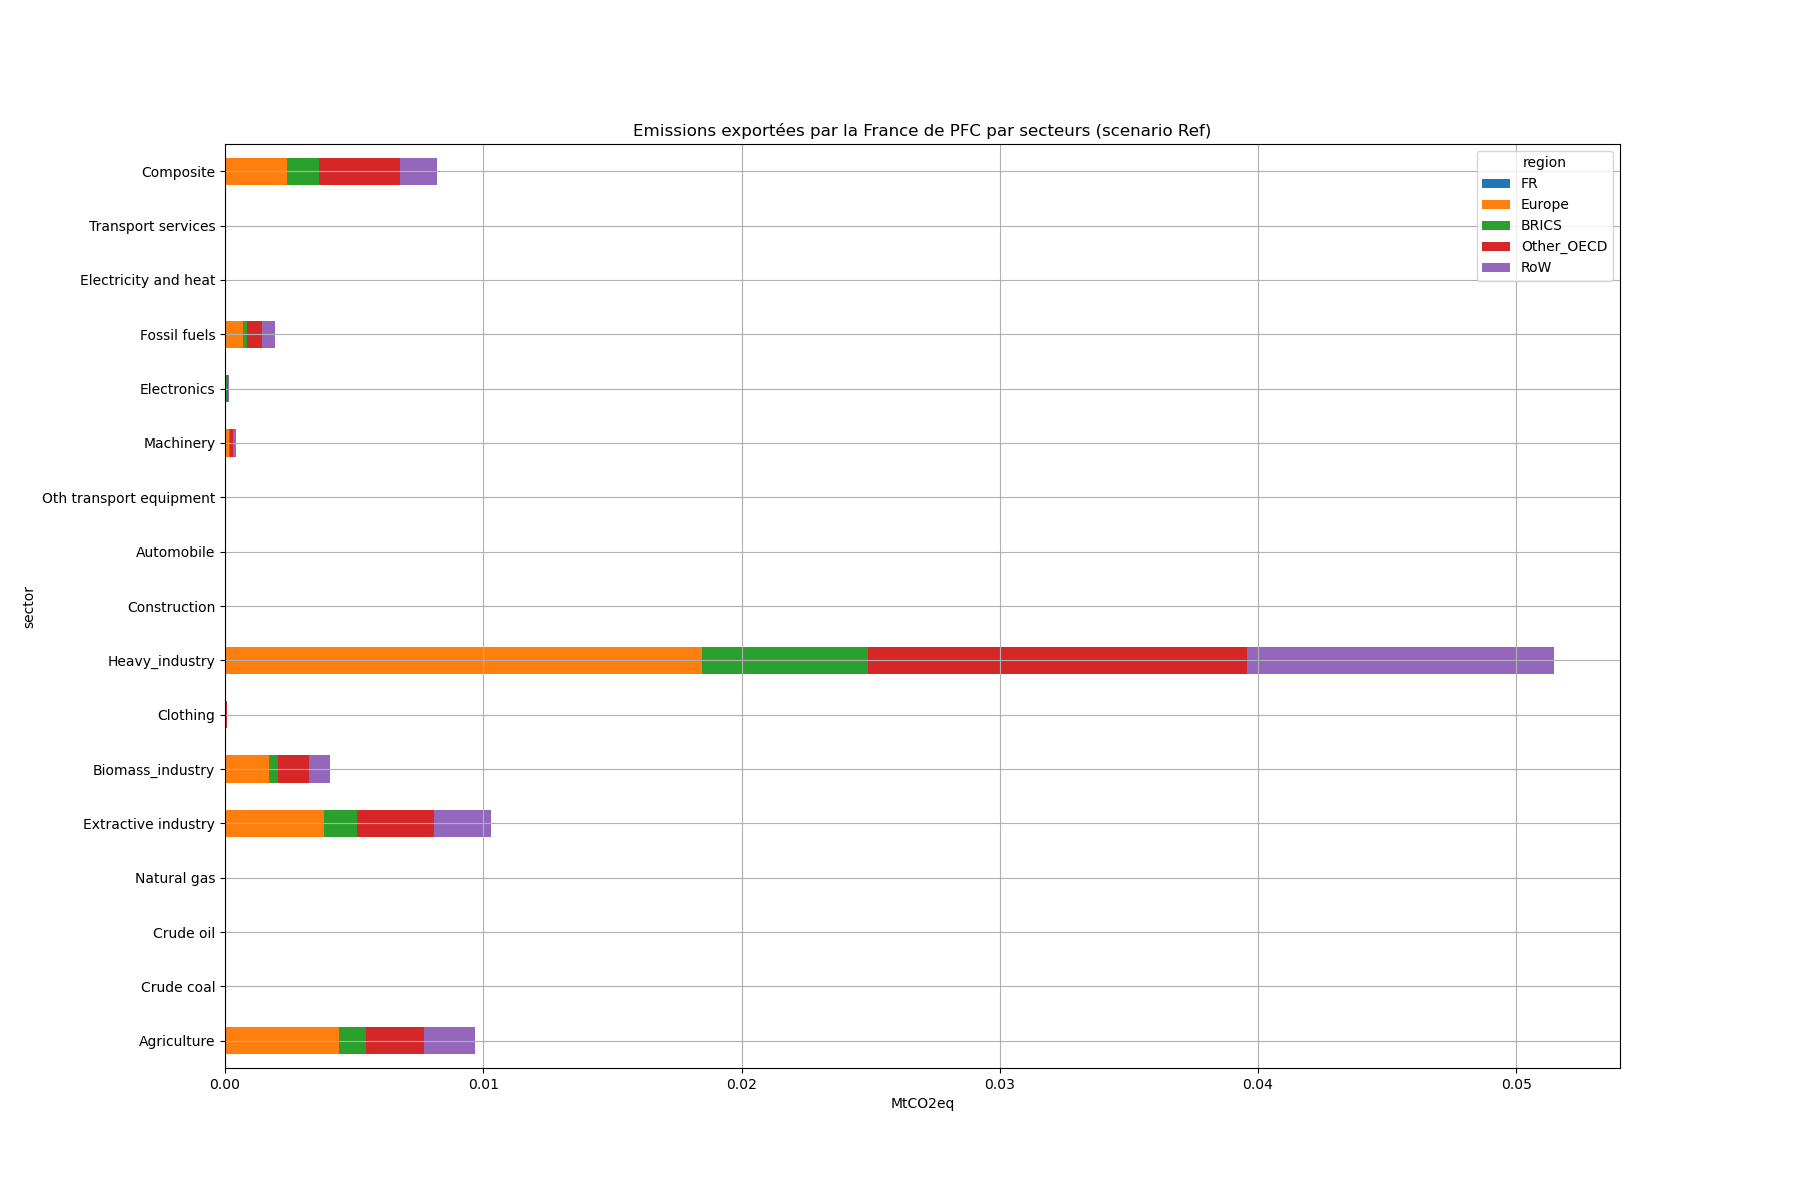 Emissions exportées par la France de PFC par secteurs (scenario Ref)
region
FR
Europe
BRICS
Other_OECD
RoW
sector
Composite
Transport services
Electricity and heat
Fossil fuels
Electronics
Machinery
Oth transport equipment
Automobile
Construction
Heavy_industry
Clothing
Biomass_industry
Extractive industry
Natural gas
Crude oil
Crude coal
Agriculture
0.00 0.01 0.02 0.03 0.04 0.05
MtCO2eq